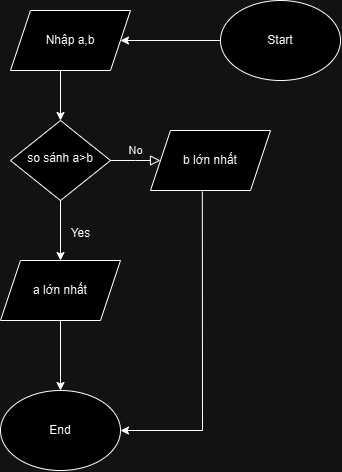 Start
Nhập a,b
so sánh a>b
No
b lớn nhất
Yes
a lớn nhất
End